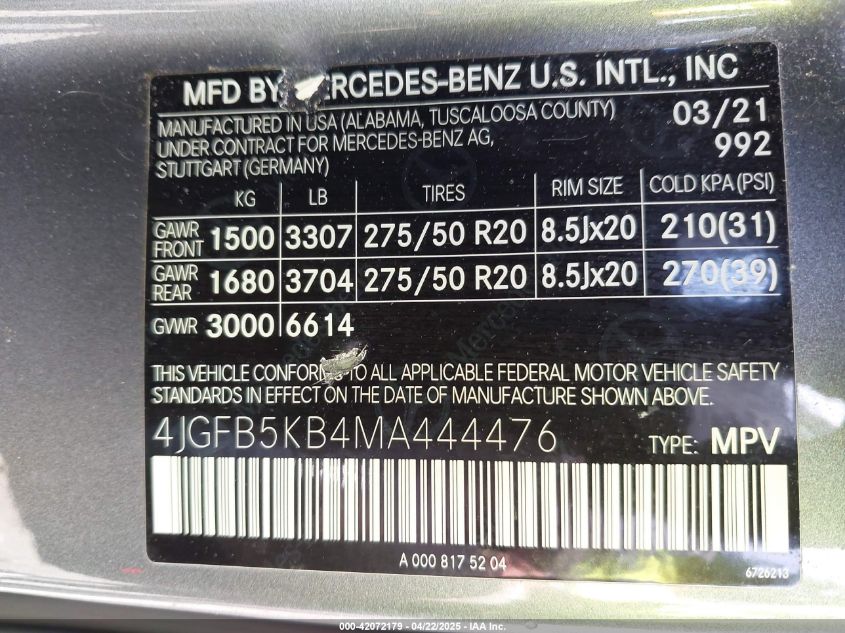 MFD BY MERCEDES-BENZ U.S. INTL., INC
MANUFACTURED IN USA (ALABAMA, TUSCALOOSA COUNTY) 03/21
UNDER CONTRACT FOR MERCEDES-BENZ AG, 992
STUTTGART (GERMANY)
KG LB TIRES RIM SIZE COLD KPA (PSI)
GAWR FRONT 1500 3307 275/50 R20 8.5Jx20 210(31)
GAWR REAR 1680 3704 275/50 R20 8.5Jx20 270(39)
GVWR 3000 6614
THIS VEHICLE CONFORMS TO ALL APPLICABLE FEDERAL MOTOR VEHICLE SAFETY
STANDARDS IN EFFECT ON THE DATE OF MANUFACTURE SHOWN ABOVE.
4JGFB5KB4MA444476 TYPE: MPV
A 000 817 52 04
6726213
000-42072179 - 04/22/2025 - IAA Inc.